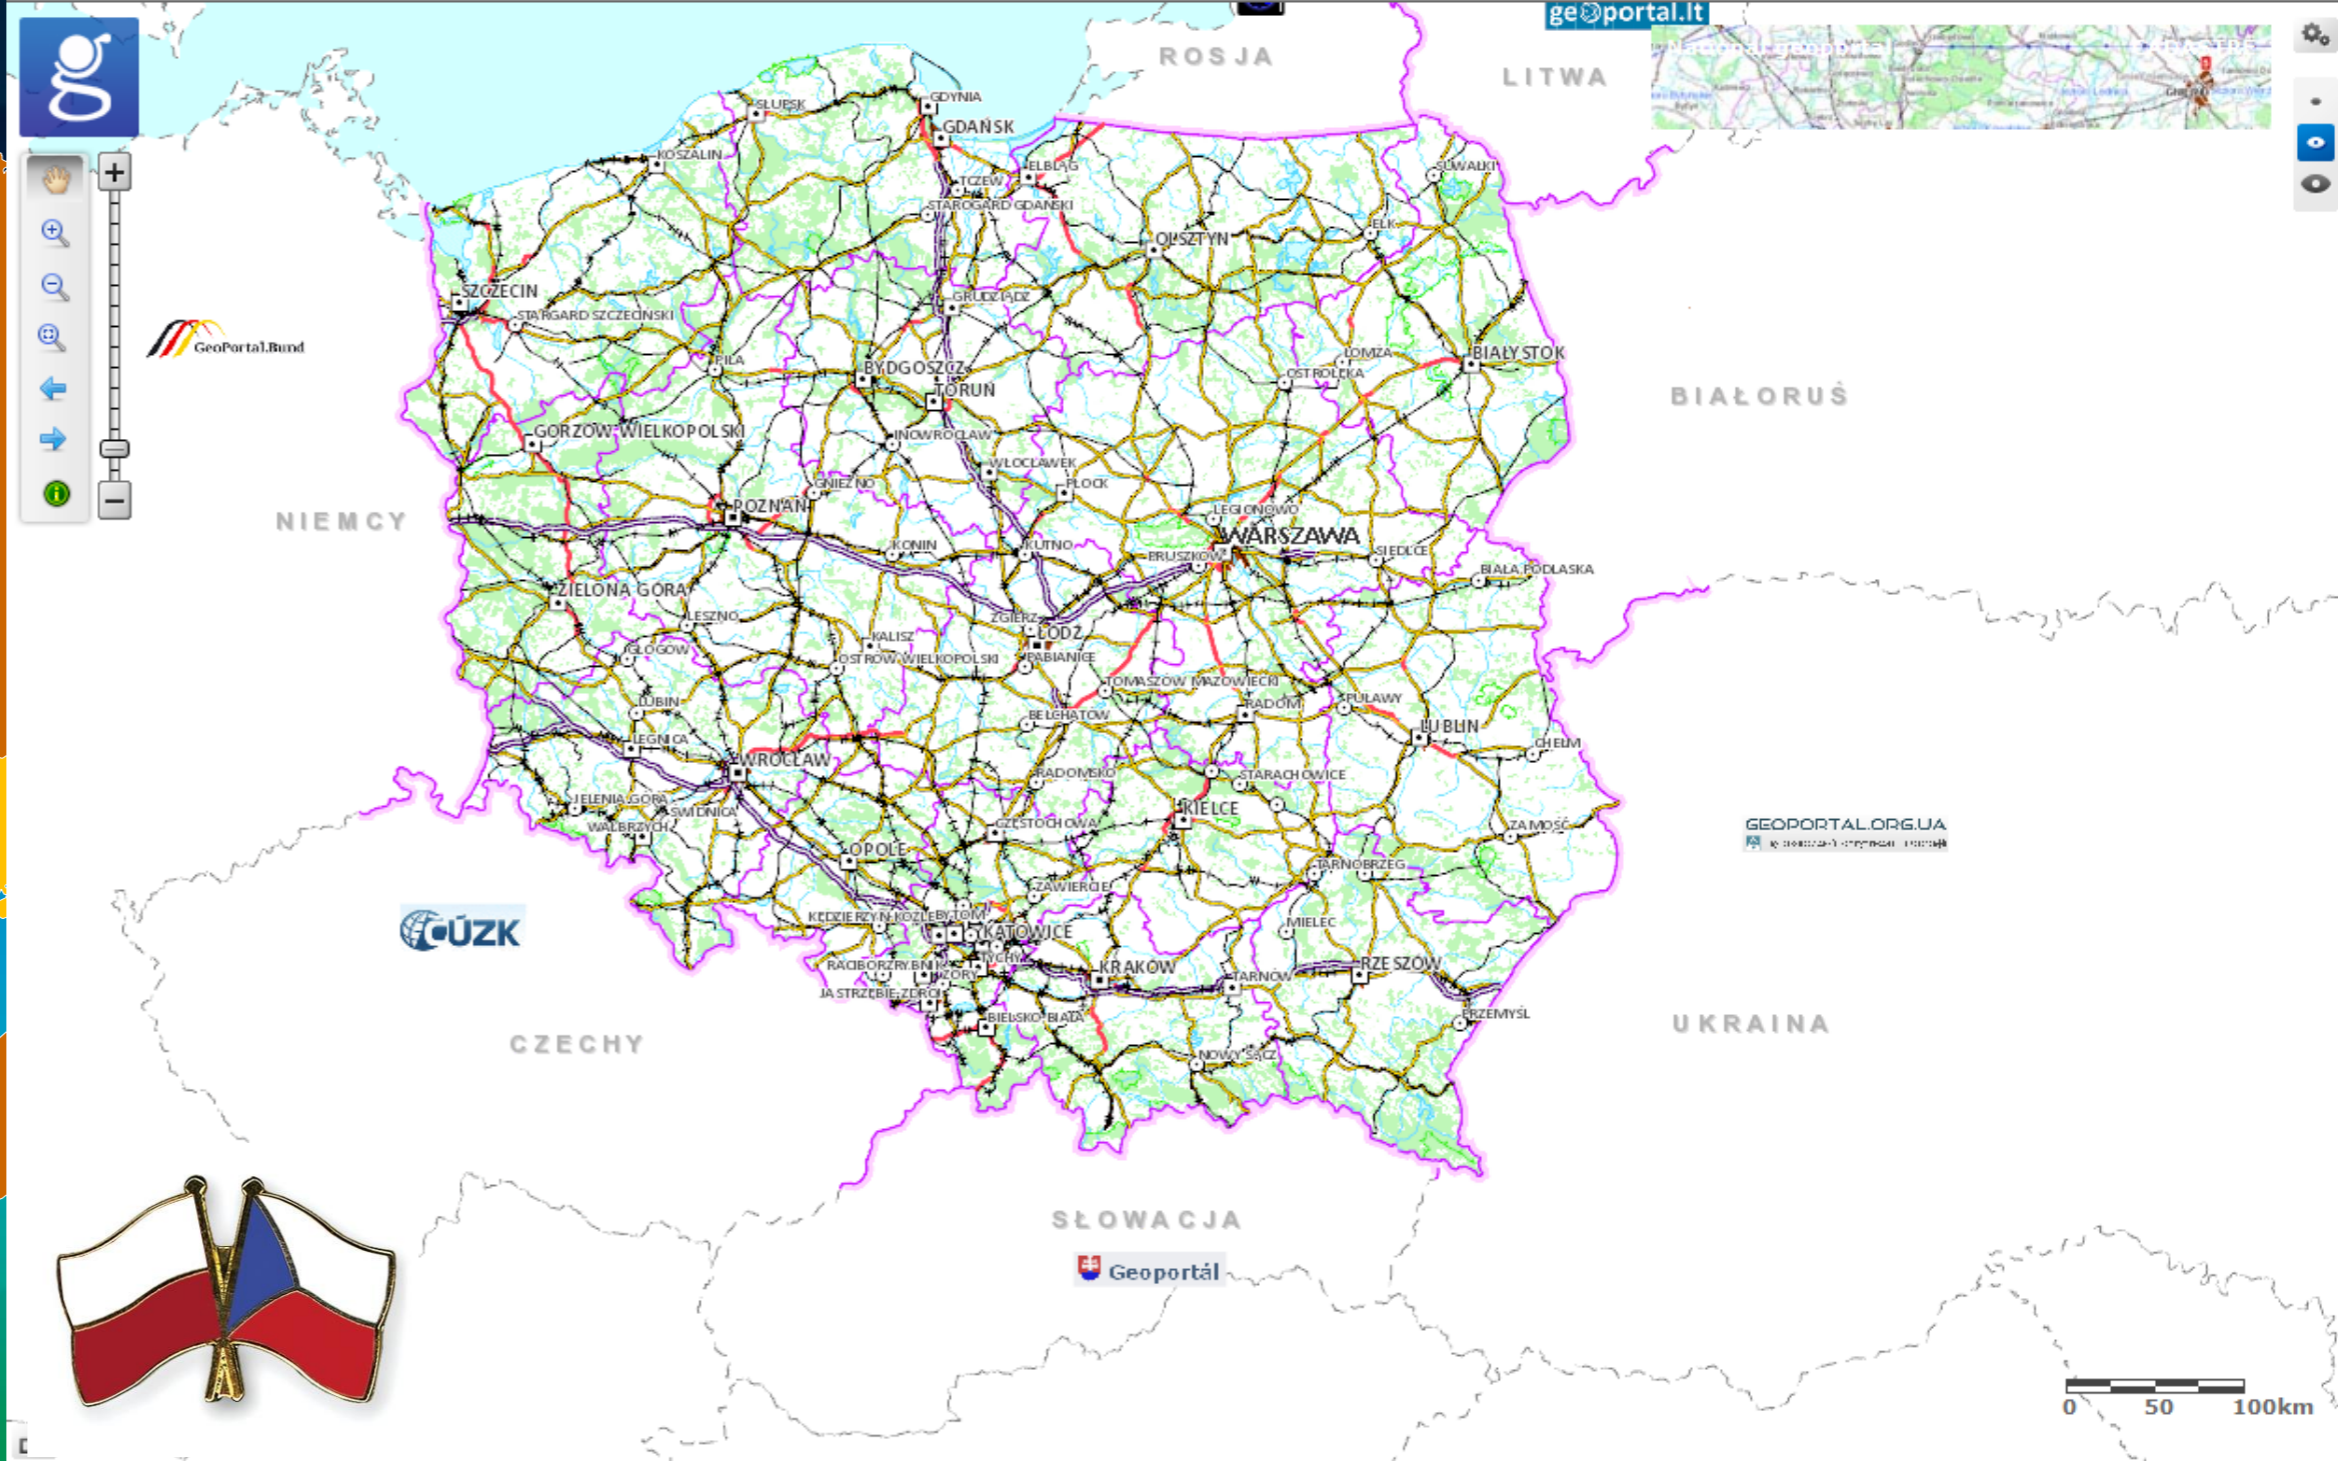 geoportal.lt
ROSJA
LITWA
GDYNIA
SŁUPSK
GDAŃSK
KOSZALIN
ELBLĄG
SUWAŁKI
TCZEW
STAROGARD GDAŃSKI
EŁK
OLSZTYN
SZCZECIN
GRUDZIĄDZ
STARGARD SZCZECIŃSKI
GeoPortal.Bund
PIŁA
ŁOMŻA
BIAŁYSTOK
BYDGOSZCZ
OSTROŁĘKA
TORUŃ
BIAŁORUŚ
GORZÓW WIELKOPOLSKI
INOWROCŁAW
WŁOCŁAWEK
GNIEZNO
PŁOCK
POZNAŃ
LEGIONOWO
NIEMCY
WARSZAWA
KONIN
KUTNO
PRUSZKÓW
SIEDLCE
BIAŁA PODLASKA
ZIELONA GÓRA
LESZNO
ZGIERZ
ŁÓDŹ
KALISZ
GŁOGÓW
OSTRÓW WIELKOPOLSKI
PABIANICE
TOMASZÓW MAZOWIECKI
LUBIN
PUŁAWY
RADOM
BEŁCHATÓW
LUBLIN
LEGNICA
CHEŁM
WROCŁAW
RADOMSKO
STARACHOWICE
JELENIA GÓRA
ŚWIDNICA
KIELCE
WAŁBRZYCH
CZĘSTOCHOWA
ZAMOŚĆ
GEOPORTAL.ORG.UA
OPOLE
TARNOBRZEG
ZAWIERCIE
KĘDZIERZYN-KOŹLE
BYTOM
MIELEC
ČÚZK
KATOWICE
TYCHY
RACIBÓRZ
RYBNIK
ŻORY
KRAKÓW
TARNÓW
RZESZÓW
JASTRZĘBIE-ZDRÓJ
BIELSKO-BIAŁA
PRZEMYŚL
UKRAINA
CZECHY
NOWY SĄCZ
SŁOWACJA
Geoportál
0 50 100km